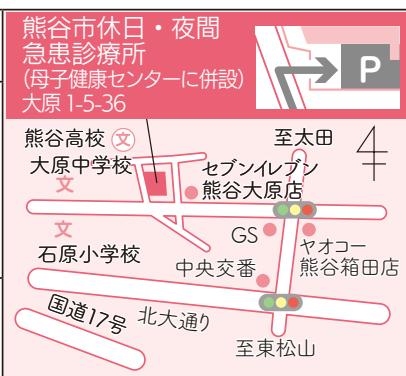 熊谷市休日・夜間
急患診療所
(母子健康センターに併設)
大原 1-5-36
P
熊谷高校 文
至太田
大原中学校
文
セブンイレブン
熊谷大原店
文
石原小学校
GS
ヤオコー
熊谷箱田店
中央交番
国道17号
北大通り
至東松山